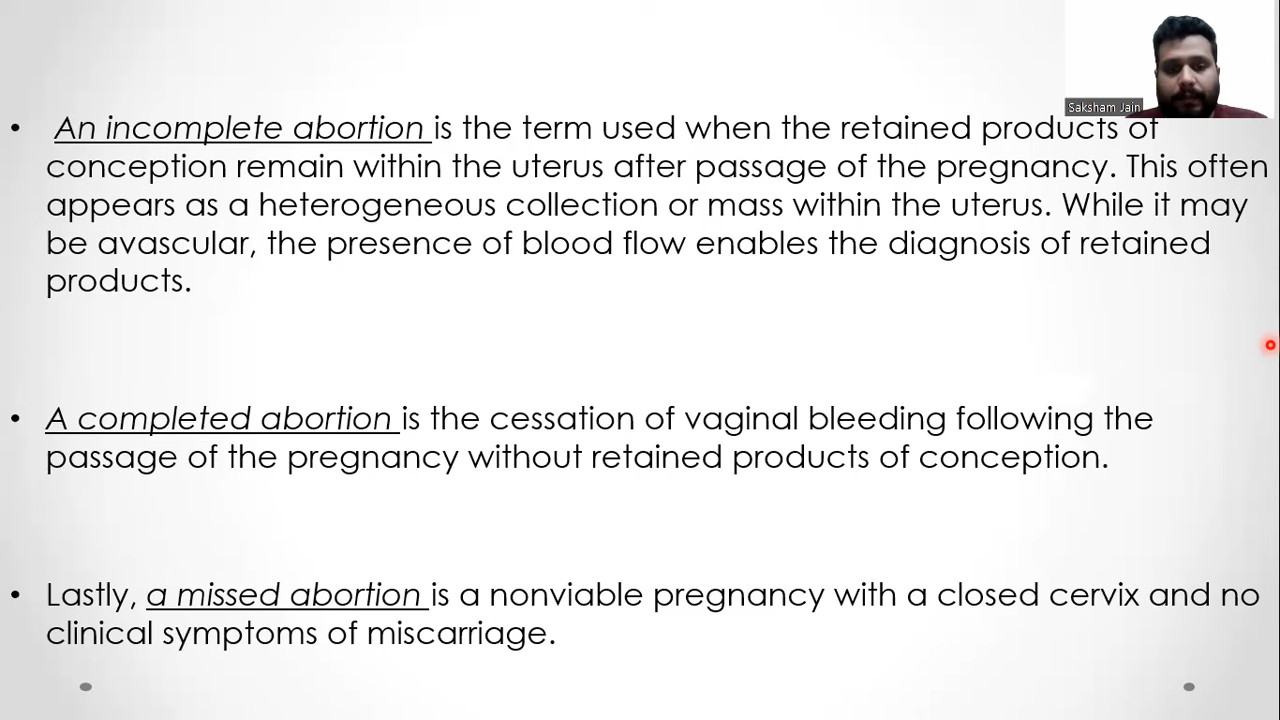 Saksham Jain
• An incomplete abortion is the term used when the retained products of
conception remain within the uterus after passage of the pregnancy. This often
appears as a heterogeneous collection or mass within the uterus. While it may
be avascular, the presence of blood flow enables the diagnosis of retained
products.
• A completed abortion is the cessation of vaginal bleeding following the
passage of the pregnancy without retained products of conception.
• Lastly, a missed abortion is a nonviable pregnancy with a closed cervix and no
clinical symptoms of miscarriage.